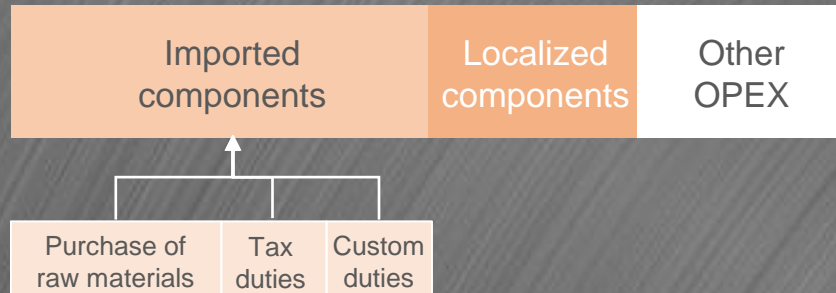 Imported
components
Localized
components
Other
OPEX
Purchase of
raw materials
Tax
duties
Custom
duties